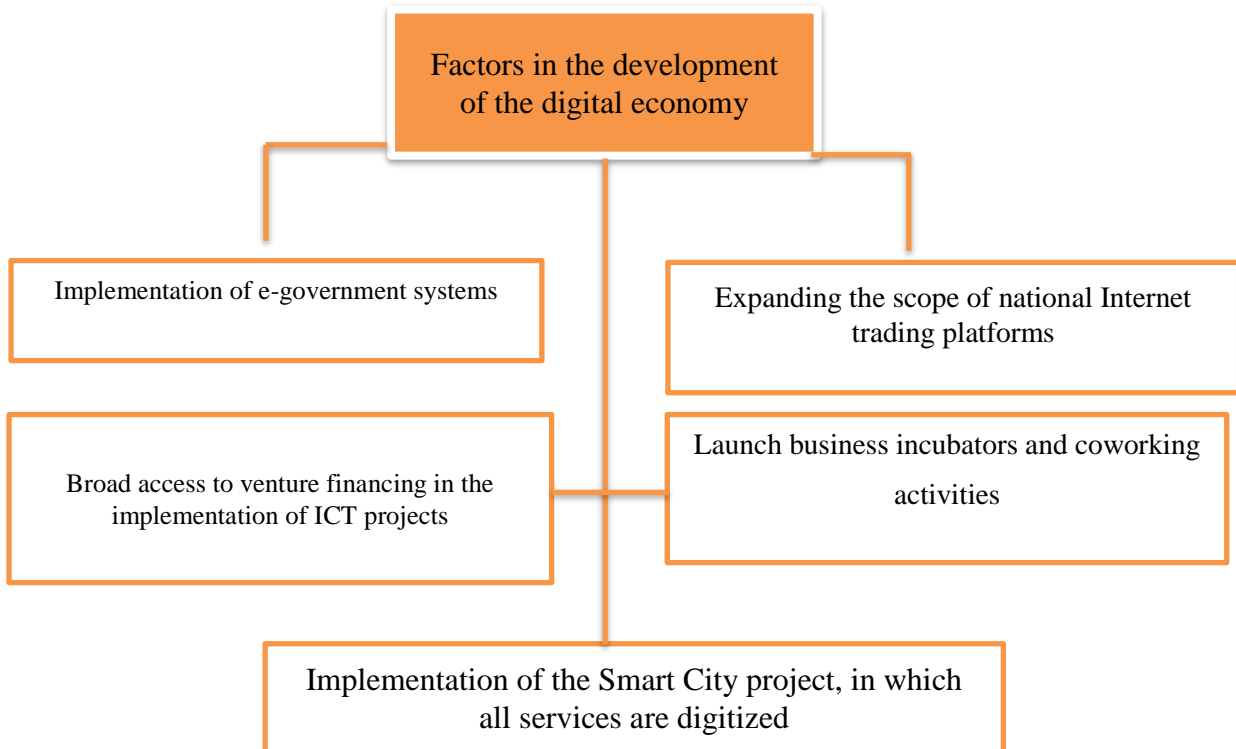 Factors in the development
of the digital economy
Implementation of e-government systems
Expanding the scope of national Internet
trading platforms
Broad access to venture financing in the
implementation of ICT projects
Launch business incubators and coworking
activities
Implementation of the Smart City project, in which
all services are digitized